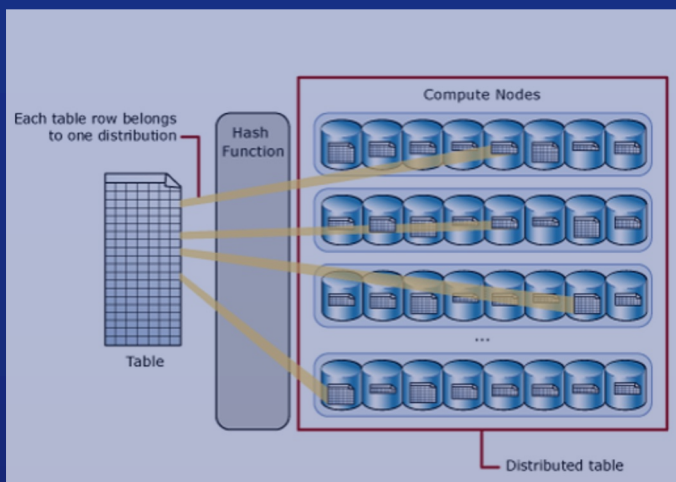 Compute Nodes
Each table row belongs
to one distribution
Hash
Function
...
Table
Distributed table